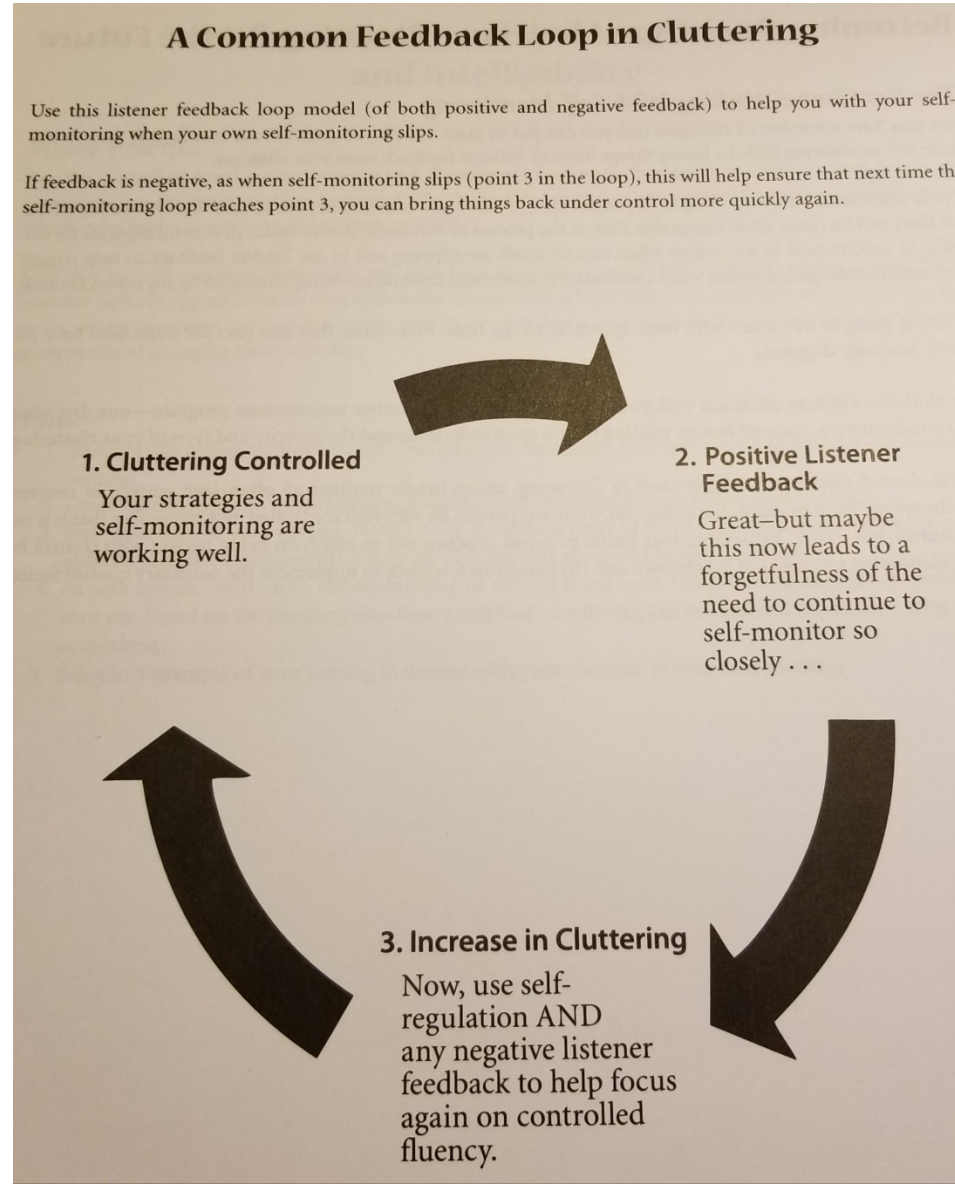 A Common Feedback Loop in Cluttering
Use this listener feedback loop model (of both positive and negative feedback) to help you with your self-
monitoring when your own self-monitoring slips.
If feedback is negative, as when self-monitoring slips (point 3 in the loop), this will help ensure that next time th
self-monitoring loop reaches point 3, you can bring things back under control more quickly again.
1. Cluttering Controlled
Your strategies and
self-monitoring are
working well.
2. Positive Listener
Feedback
Great–but maybe
this now leads to a
forgetfulness of the
need to continue to
self-monitor so
closely . . .
3. Increase in Cluttering
Now, use self-
regulation AND
any negative listener
feedback to help focus
again on controlled
fluency.